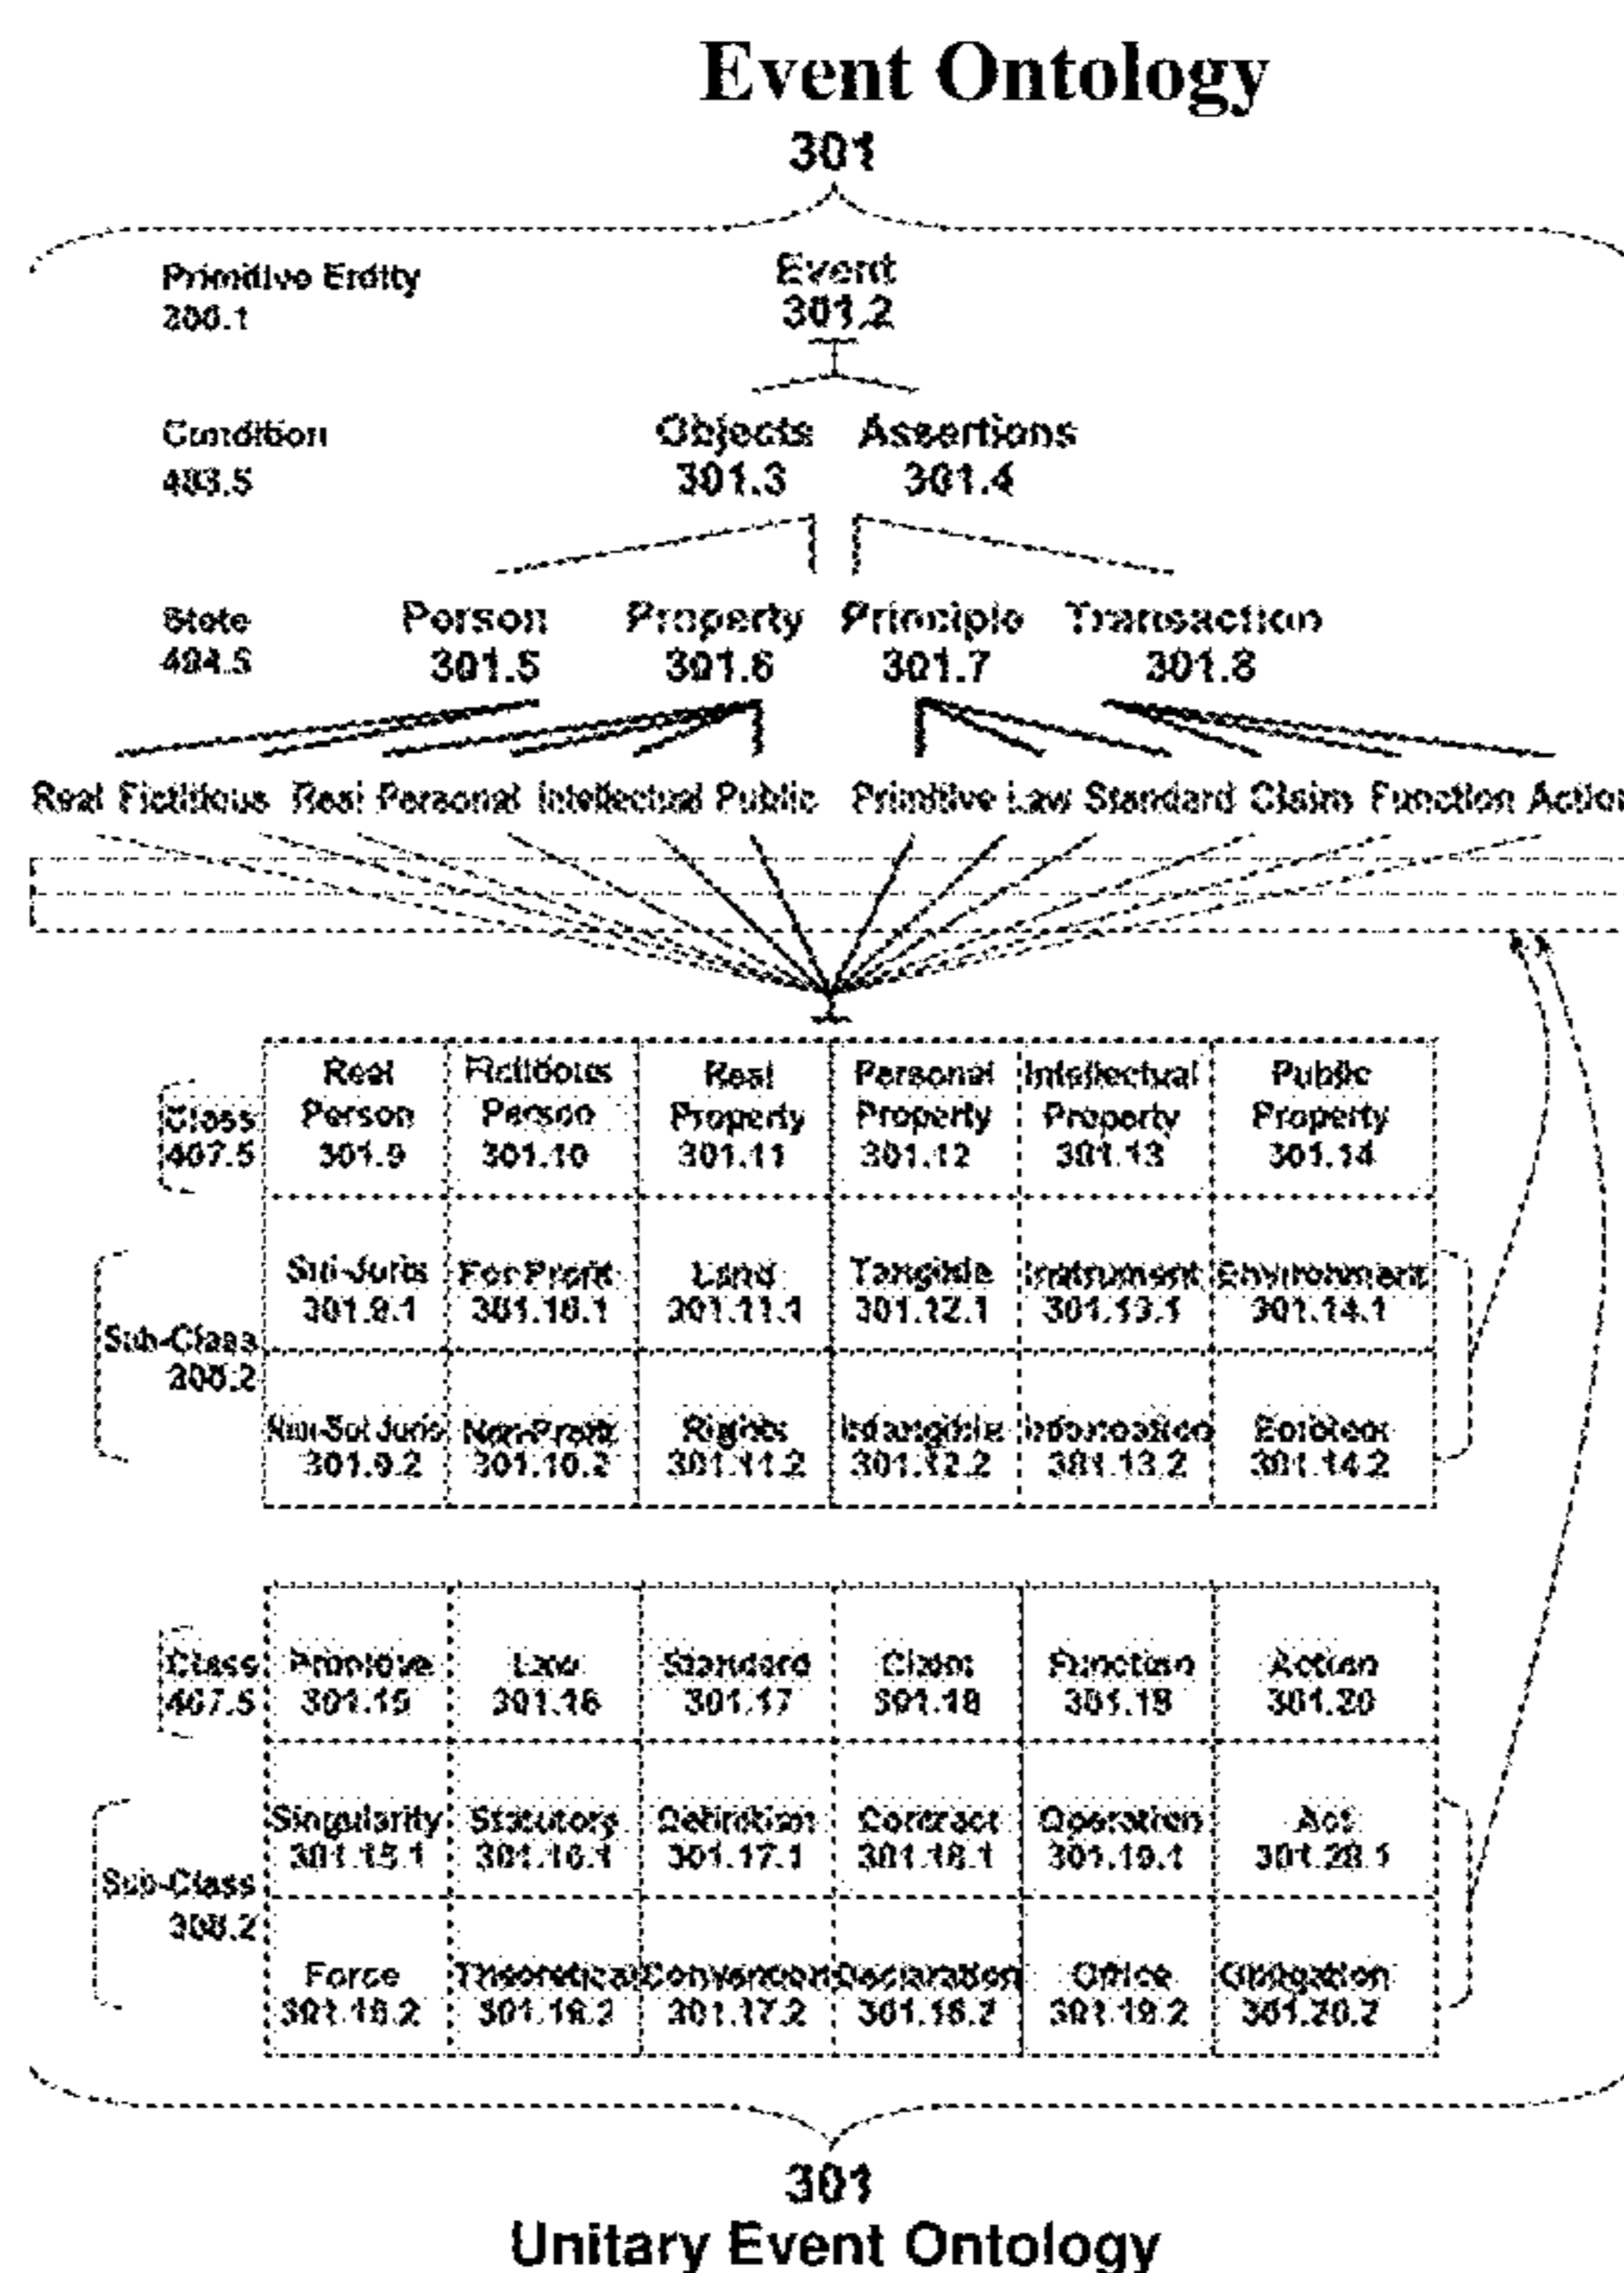 Event Ontology
301
Primitive Entity Event
200.1 301.2
Condition Objects Assertions
403.5 301.3 301.4
State Person Property Principle Transaction
404.5 301.5 301.6 301.7 301.8
Real Fictitious Real Personal Intellectual Public Primitive Law Standard Claim Function Action
Real Fictitious Real Personal Intellectual Public
Class Person Person Property Property Property Property
407.5 301.9 301.10 301.11 301.12 301.13 301.14
Sui-Juris For Profit Land Tangible Instrument Environment
301.9.1 301.10.1 301.11.1 301.12.1 301.13.1 301.14.1
Sub-Class
Non-Sui Juris Non-Profit Rights Intangible Information Emblem
301.9.2 301.10.2 301.11.2 301.12.2 301.13.2 301.14.2
Class Primitive Law Standard Claim Function Action
407.5 301.15 301.16 301.17 301.18 301.19 301.20
Singularity Statutory Definition Contract Operation Act
301.15.1 301.16.1 301.17.1 301.18.1 301.19.1 301.20.1
Sub-Class
Force Theoretical Convention Declaration Office Obligation
301.17.2 301.19.2 301.20.2
301
Unitary Event Ontology